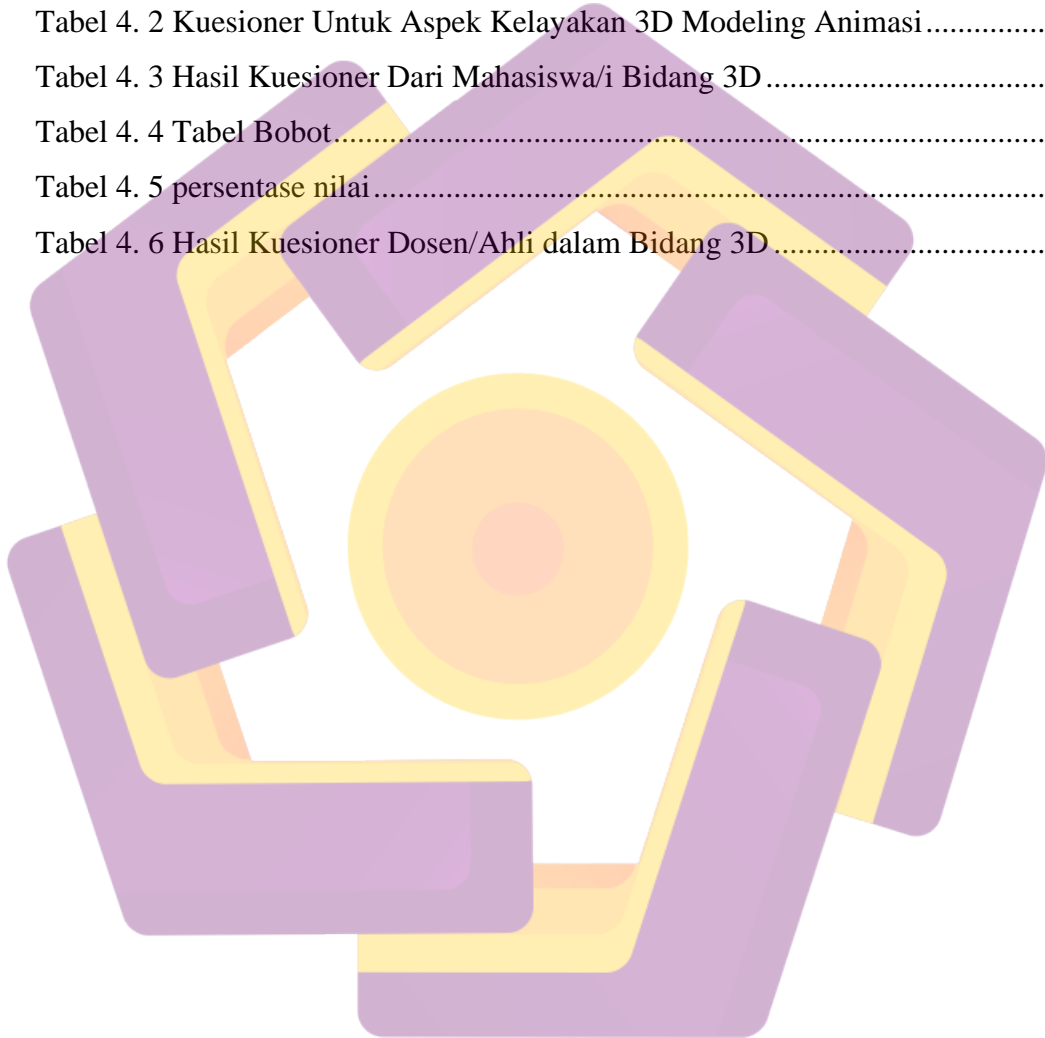 Tabel 4. 2 Kuesioner Untuk Aspek Kelayakan 3D Modeling Animasi...............
Tabel 4. 3 Hasil Kuesioner Dari Mahasiswa/i Bidang 3D...................................
Tabel 4. 4 Tabel Bobot.........................................................................................
Tabel 4. 5 persentase nilai....................................................................................
Tabel 4. 6 Hasil Kuesioner Dosen/Ahli dalam Bidang 3D..................................